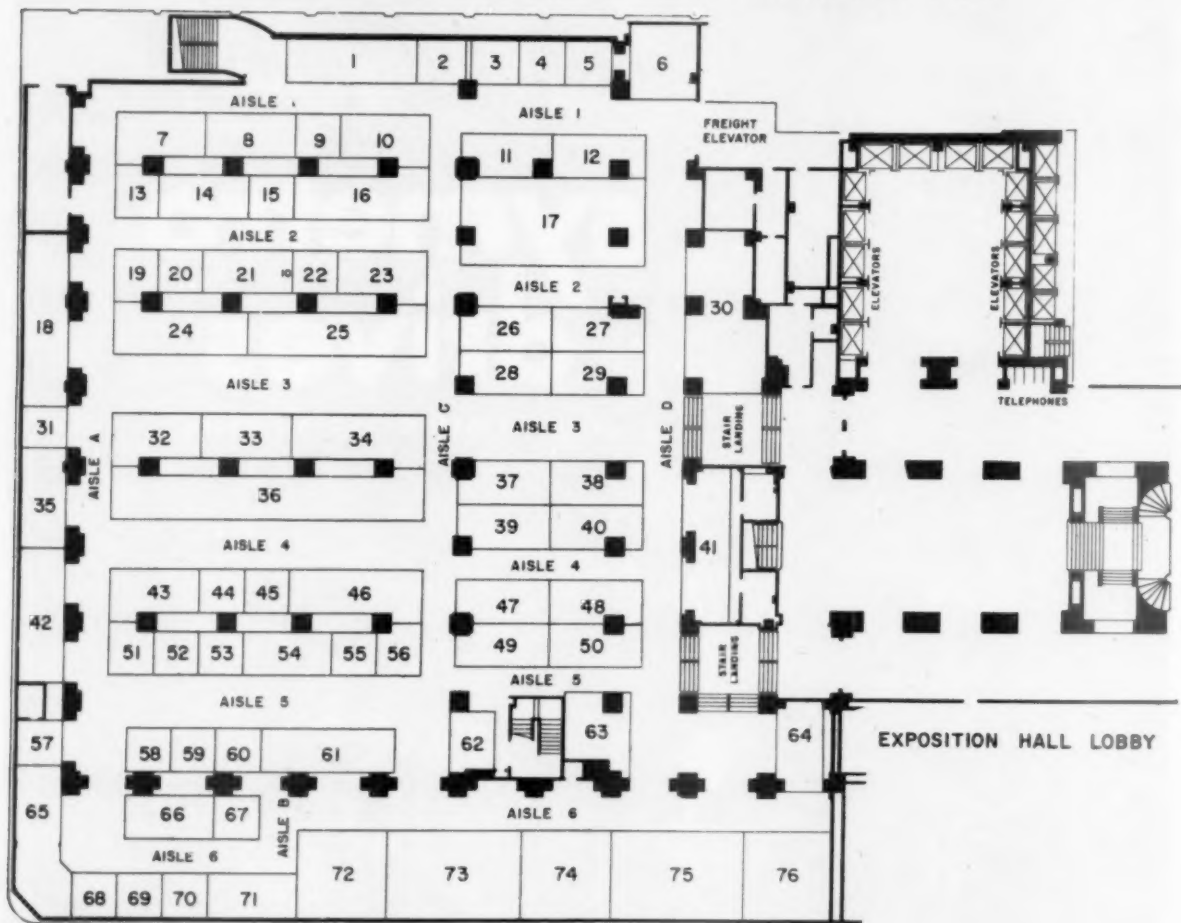 1 2 3 4 5 6
AISLE 1
AISLE 1
FREIGHT
ELEVATOR
7 8 9 10
11 12
13 14 15 16
17
AISLE 2
18
19 20 21 10 22 23
AISLE 2
24 25
26 27
28 29
30
ELEVATORS
ELEVATORS
TELEPHONES
AISLE 3
AISLE 3
31
AISLE A
AISLE C
AISLE D
STAIR
LANDING
32 33 34
35
36
37 38
39 40
41
AISLE 4
AISLE 4
42
43 44 45 46
47 48
49 50
51 52 53 54 55 56
STAIR
LANDING
AISLE 5
AISLE 5
57
58 59 60 61
62
63
64
EXPOSITION HALL LOBBY
65
66 67
AISLE B
AISLE 6
AISLE 6
68 69 70 71
72 73 74 75 76